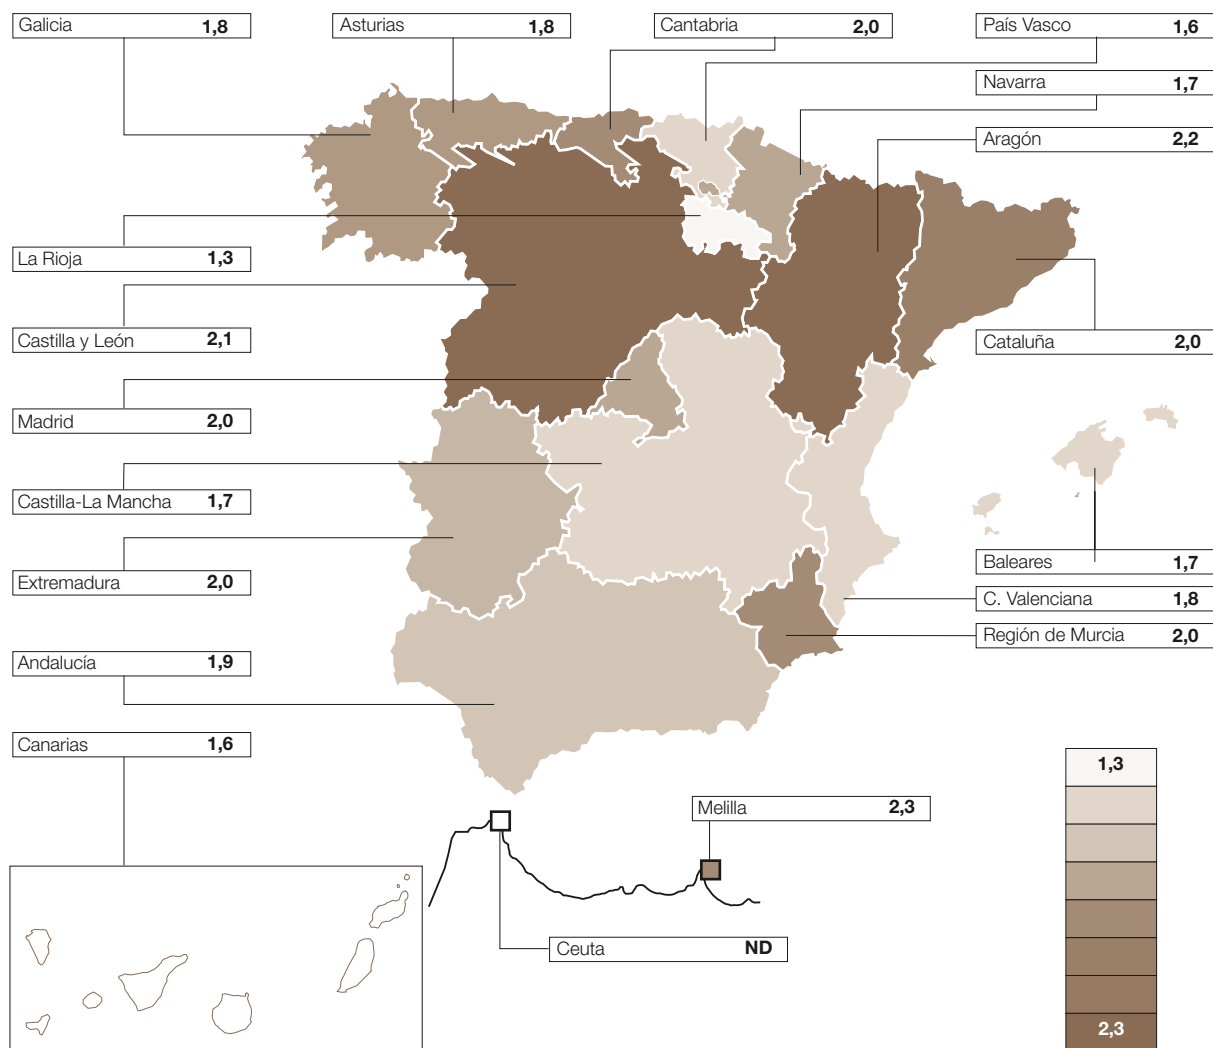 Galicia 1,8
Asturias 1,8
Cantabria 2,0
País Vasco 1,6
Navarra 1,7
Aragón 2,2
La Rioja 1,3
Castilla y León 2,1
Cataluña 2,0
Madrid 2,0
Castilla-La Mancha 1,7
Extremadura 2,0
Baleares 1,7
C. Valenciana 1,8
Región de Murcia 2,0
Andalucía 1,9
Canarias 1,6
1,3
Melilla 2,3
Ceuta ND
2,3